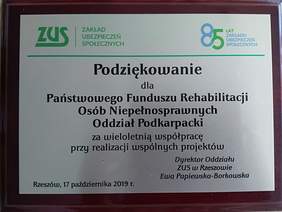 ZUS
ZAKŁAD
UBEZPIECZEŃ
SPOŁECZNYCH
85 LAT
ZAKŁADU
UBEZPIECZEŃ
SPOŁECZNYCH
Podziękowanie
dla
Państwowego Funduszu Rehabilitacji
Osób Niepełnosprawnych
Oddział Podkarpacki
za wieloletnią współpracę
przy realizacji wspólnych projektów
Dyrektor Oddziału
ZUS w Rzeszowie
Ewa Papiewska-Borkowska
Rzeszów, 17 października 2019 r.